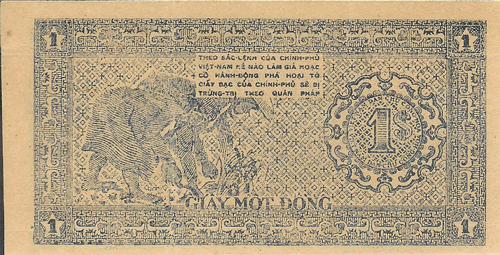 1 1
THEO SẮC-LỆNH CỦA CHÍNH-PHỦ
VIỆT-NAM KẺ NÀO LÀM GIẢ HOẶC
CÓ HÀNH-ĐỘNG PHÁ HOẠI TỜ
GIẤY BẠC CỦA CHÍNH-PHỦ SẼ BỊ
TRỪNG-TRỊ THEO QUÂN PHÁP
1$
GIẤY MỘT ĐỒNG
1 1